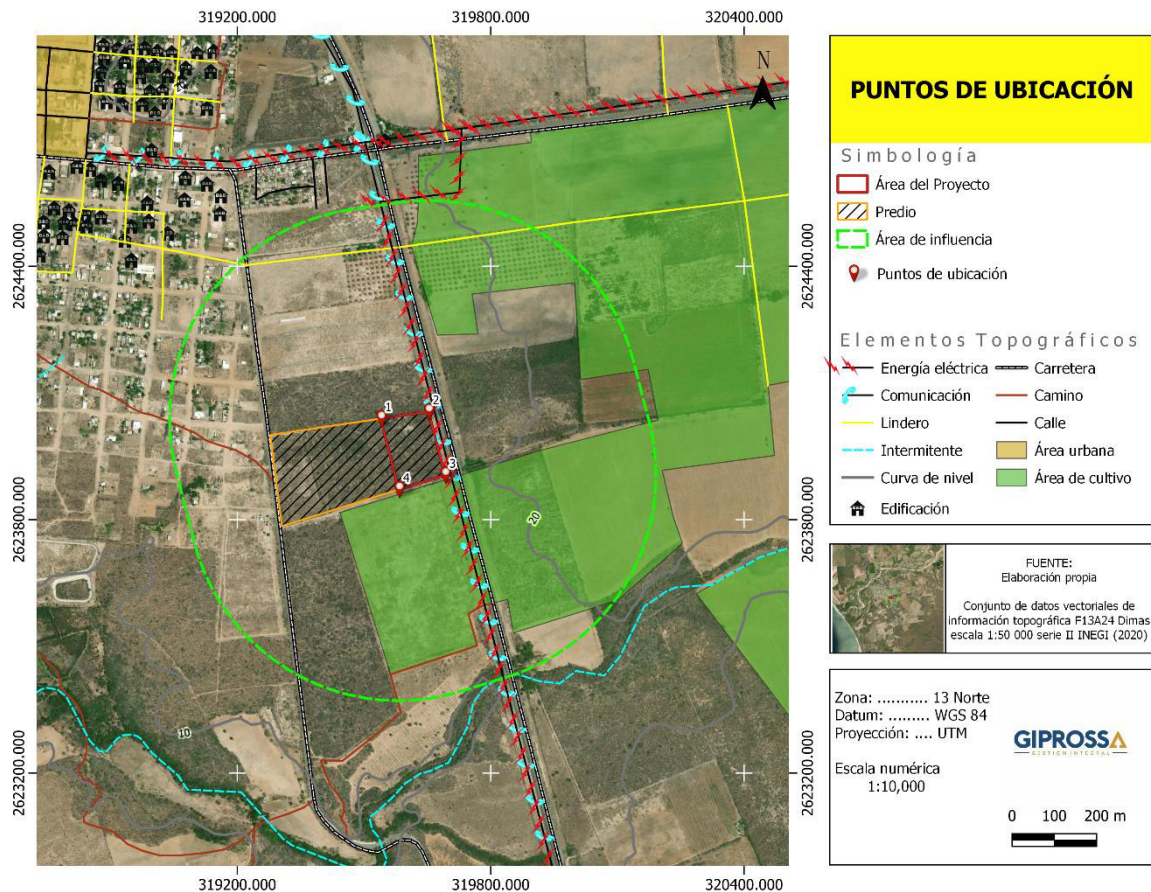 319200.000
319800.000
320400.000
2624400.000
2623800.000
2623200.000
N
1
2
3
4
20
10
2624400.000
2623800.000
2623200.000
319200.000
319800.000
320400.000
PUNTOS DE UBICACIÓN
Simbología
Área del Proyecto
Predio
Área de influencia
Puntos de ubicación
Elementos Topográficos
Energía eléctrica
Carretera
Comunicación
Camino
Lindero
Calle
Intermitente
Área urbana
Curva de nivel
Área de cultivo
Edificación
FUENTE:
Elaboración propia
Conjunto de datos vectoriales de
información topográfica F13A24 Dimas
escala 1:50 000 serie II INEGI (2020)
Zona: ........... 13 Norte
Datum: ......... WGS 84
Proyección: .... UTM
Escala numérica
1:10,000
GIPROSSA
GESTIÓN INTEGRAL
0 100 200 m